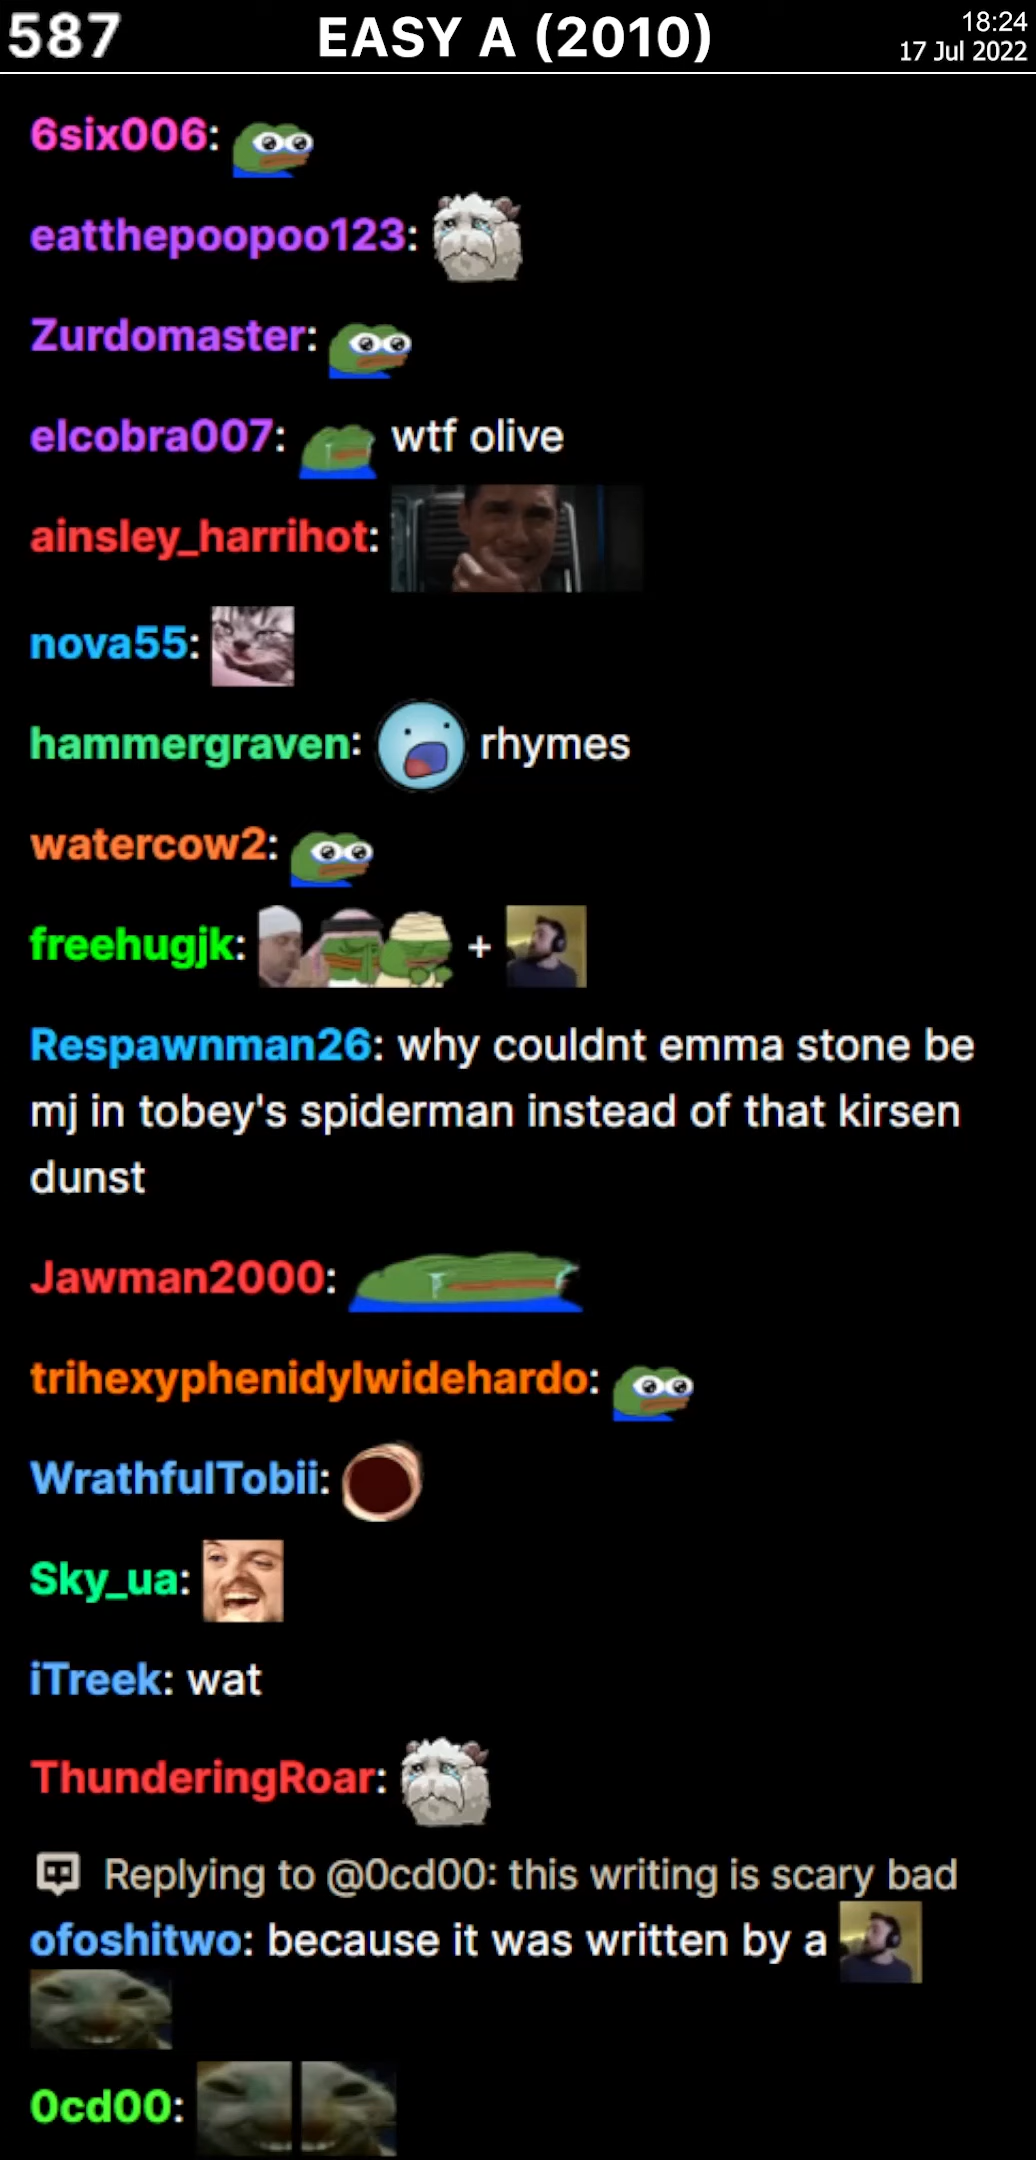 587
EASY A (2010)
18:24
17 Jul 2022
6six006:
eatthepoopoo123:
Zurdomaster:
elcobra007: wtf olive
ainsley_harrihot:
nova55:
hammergraven: rhymes
watercow2:
freehugjk: +
Respawnman26: why couldnt emma stone be
mj in tobey's spiderman instead of that kirsen
dunst
Jawman2000:
trihexyphenidylwidehardo:
WrathfulTobii:
Sky_ua:
iTreek: wat
ThunderingRoar:
Replying to @0cd00: this writing is scary bad
ofoshitwo: because it was written by a
0cd00: